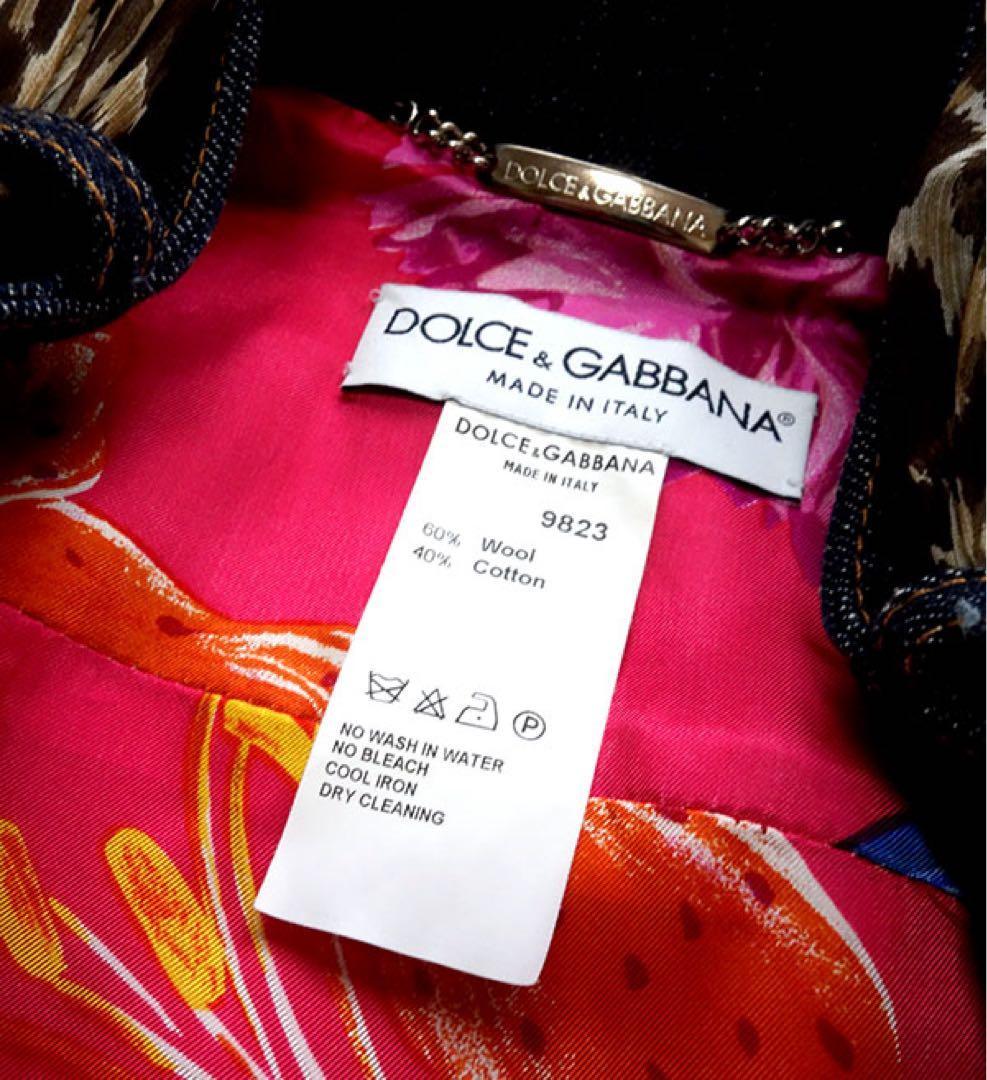 DOLCE&GABBANA
DOLCE & GABBANA®
MADE IN ITALY
DOLCE&GABBANA
MADE IN ITALY
9823
60% Wool
40% Cotton
P
NO WASH IN WATER
NO BLEACH
COOL IRON
DRY CLEANING